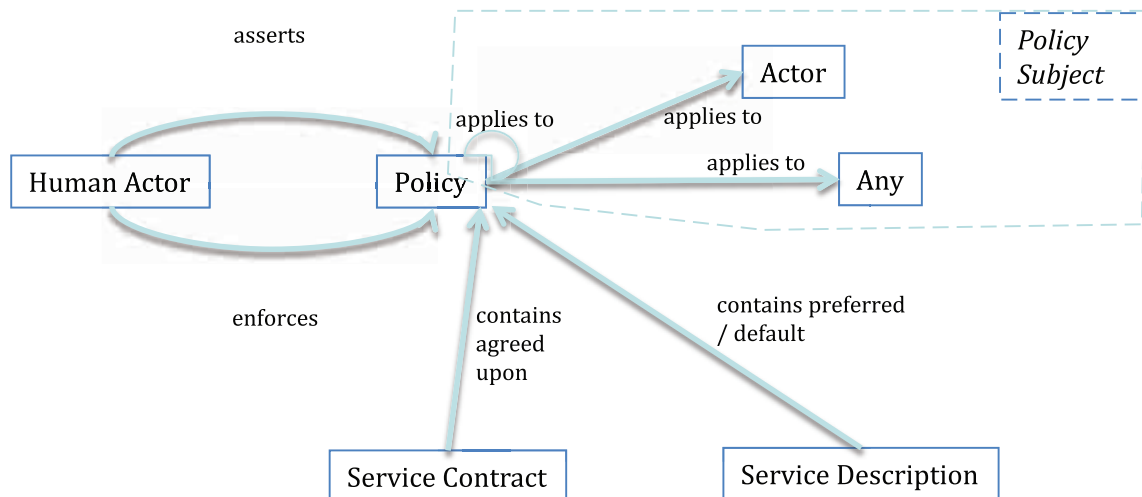 asserts
Policy
Subject
Actor
applies to
applies to
applies to
Human Actor
Policy
Any
enforces
contains
agreed
upon
contains preferred
/ default
Service Contract
Service Description